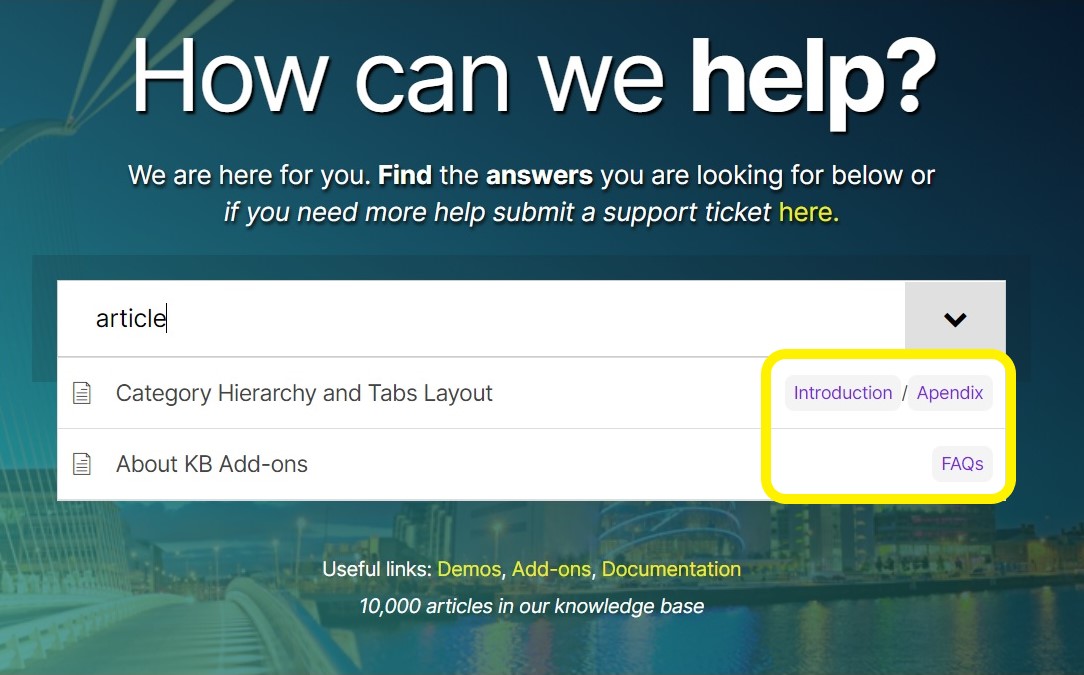 How can we help?
We are here for you. Find the answers you are looking for below or
if you need more help submit a support ticket here.
article
Category Hierarchy and Tabs Layout Introduction / Apendix
About KB Add-ons FAQs
Useful links: Demos, Add-ons, Documentation
10,000 articles in our knowledge base